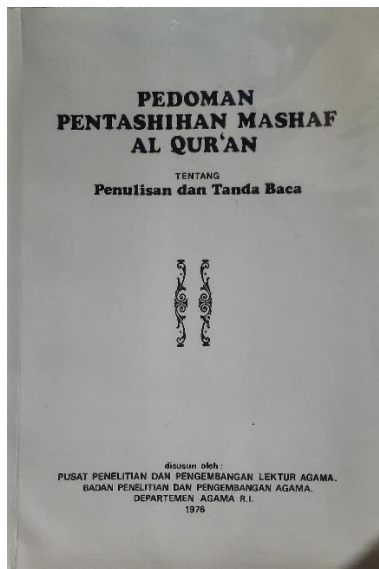 PEDOMAN
PENTASHIHAN MASHAF
AL QUR'AN
TENTANG
Penulisan dan Tanda Baca
disusun oleh :
PUSAT PENELITIAN DAN PENGEMBANGAN LEKTUR AGAMA.
BADAN PENELITIAN DAN PENGEMBANGAN AGAMA.
DEPARTEMEN AGAMA R.I.
1976